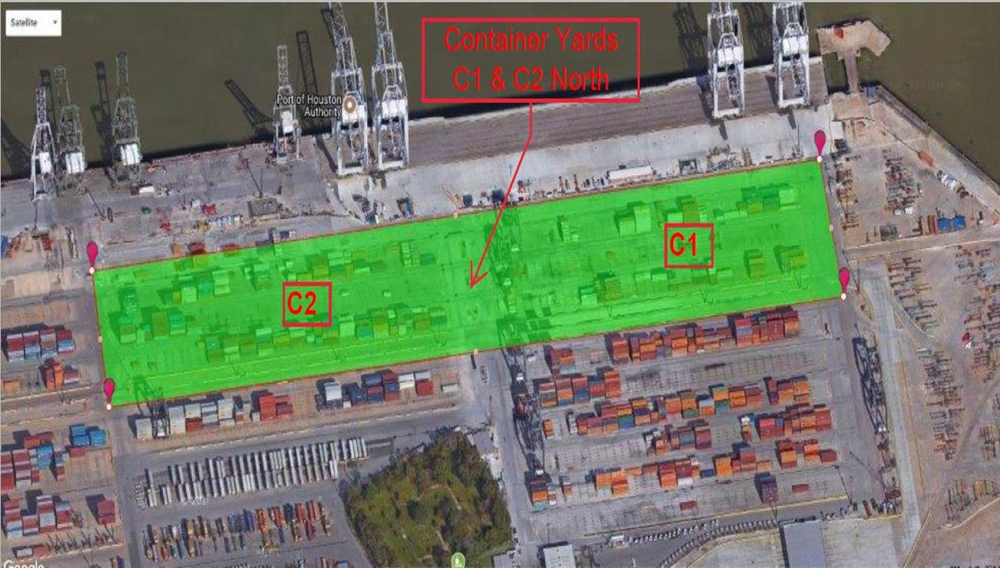 Satellite
Container Yards
C1 & C2 North
Port of Houston
Authority
C1
C2
Google